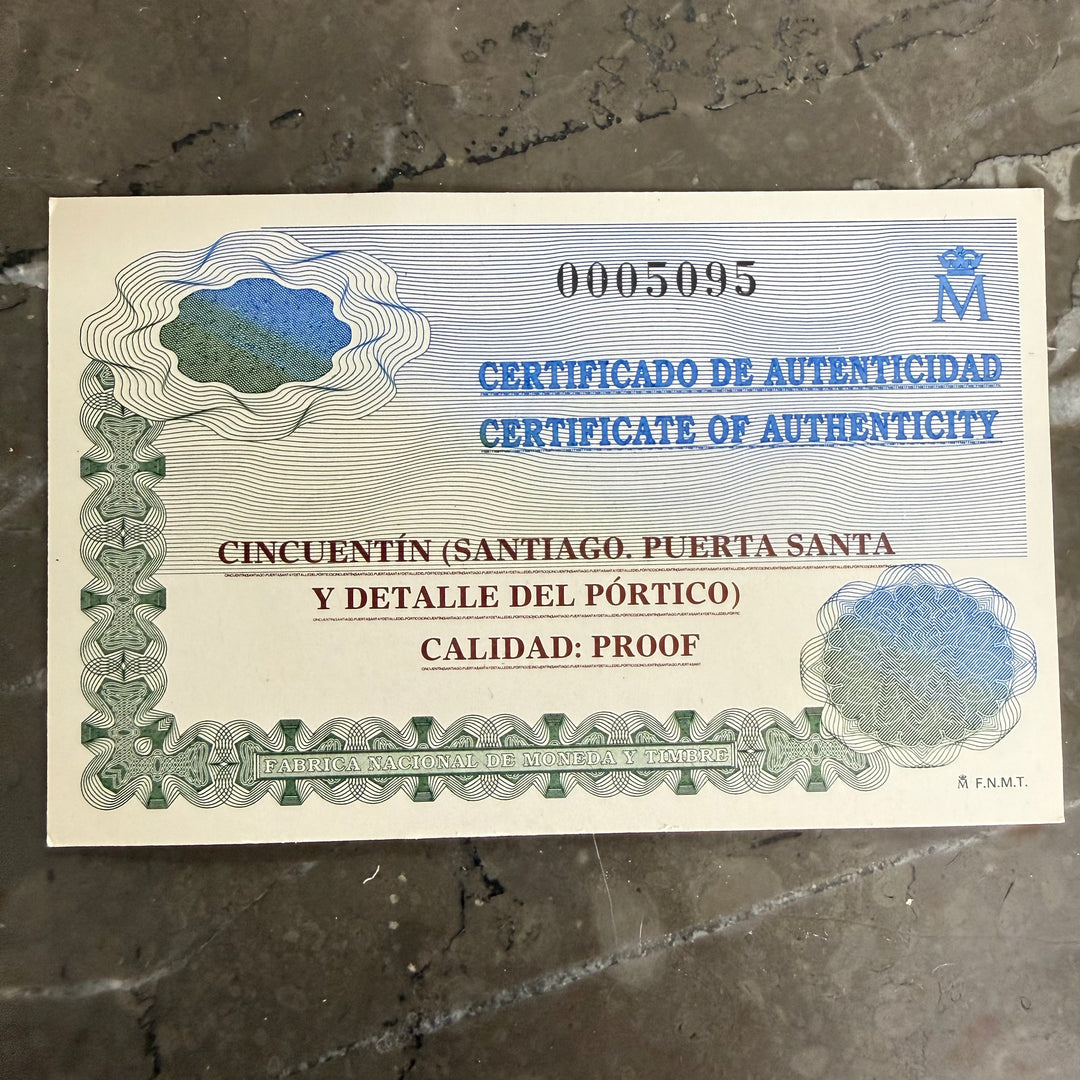 0005095
M
CERTIFICADO DE AUTENTICIDAD
CERTIFICATE OF AUTHENTICITY
CINCUENTÍN (SANTIAGO. PUERTA SANTA
Y DETALLE DEL PÓRTICO)
CALIDAD: PROOF
FABRICA NACIONAL DE MONEDA Y TIMBRE
M F.N.M.T.